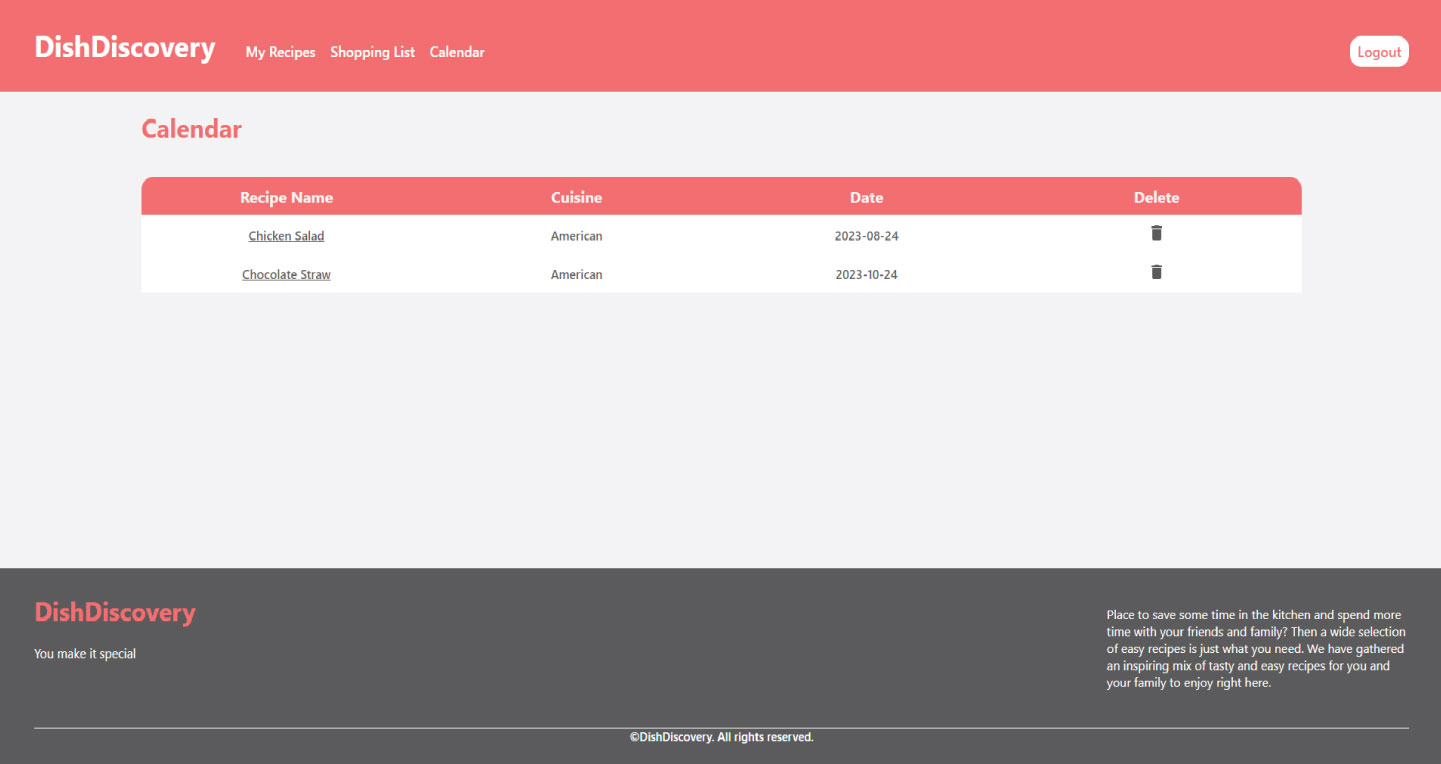 DishDiscovery My Recipes Shopping List Calendar Logout
Calendar
Recipe Name Cuisine Date Delete
Chicken Salad American 2023-08-24
Chocolate Straw American 2023-10-24
DishDiscovery
You make it special
Place to save some time in the kitchen and spend more
time with your friends and family? Then a wide selection
of easy recipes is just what you need. We have gathered
an inspiring mix of tasty and easy recipes for you and
your family to enjoy right here.
©DishDiscovery. All rights reserved.